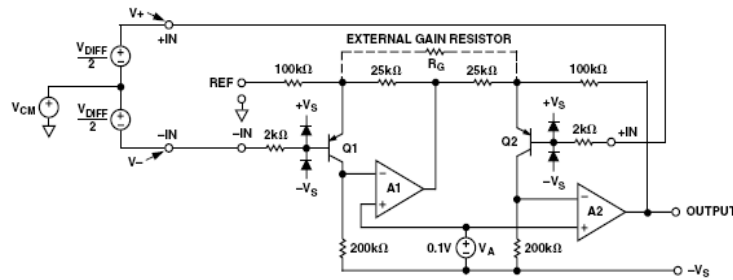 V+
+IN
EXTERNAL GAIN RESISTOR
RG
VDIFF
2
REF
100kΩ
25kΩ
25kΩ
100kΩ
VCM
VDIFF
2
+VS
+VS
–IN
–IN
2kΩ
Q1
Q2
2kΩ
+IN
V–
–VS
–VS
–
A1
+
–
A2
+
OUTPUT
200kΩ
0.1V
VA
200kΩ
–VS